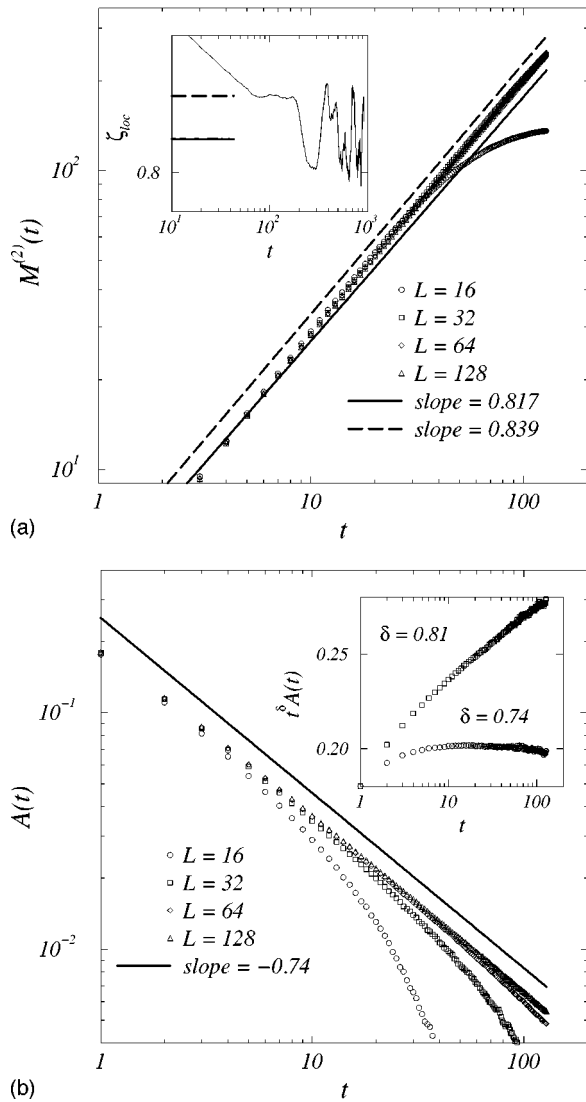 M^(2)(t)
10^2
10^1
ζ_loc
0.8
10^1 10^2 10^3
t
L = 16
L = 32
L = 64
L = 128
slope = 0.817
slope = 0.839
1 10 100
(a)
t
A(t)
10^-1
10^-2
t^δ A(t)
0.25
0.20
δ = 0.81
δ = 0.74
1 10 100
t
L = 16
L = 32
L = 64
L = 128
slope = −0.74
1 10 100
(b)
t